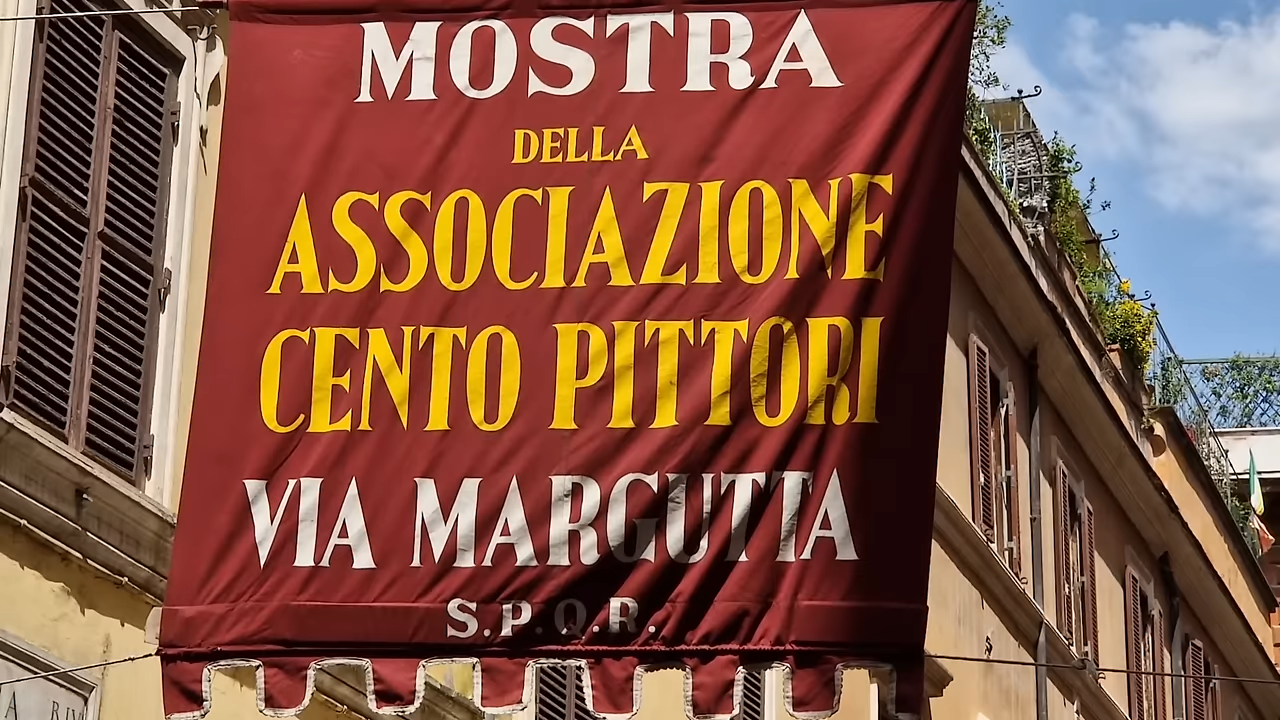 MOSTRA
DELLA
ASSOCIAZIONE
CENTO PITTORI
VIA MARGUTTA
S.P.Q.R.